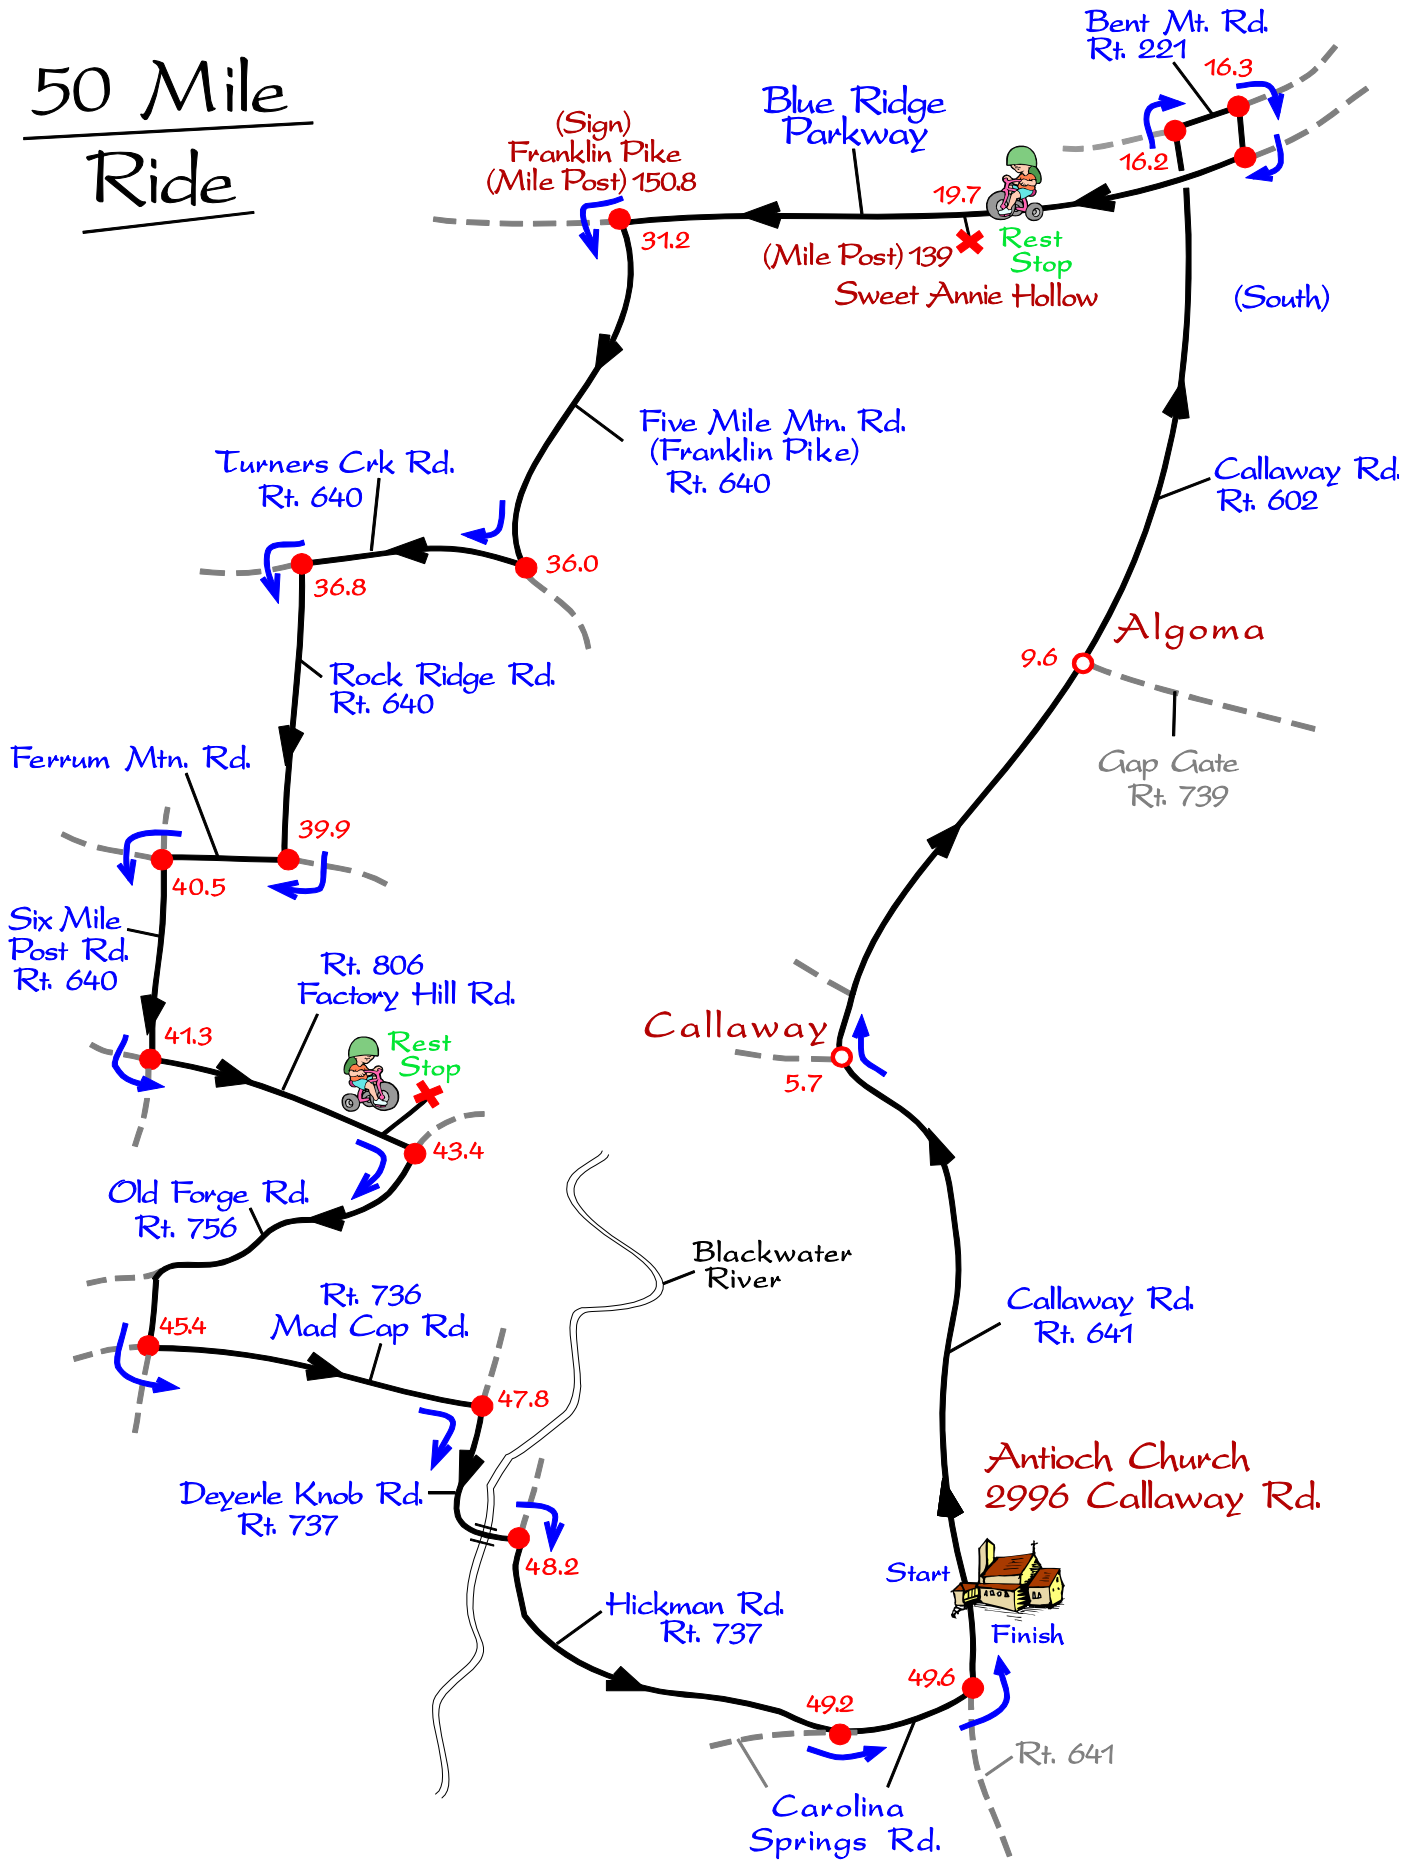 50 Mile
Ride
Bent Mt. Rd.
Rt. 221
16.3
16.2
Blue Ridge
Parkway
(Sign)
Franklin Pike
(Mile Post) 150.8
31.2
19.7
Rest
Stop
(Mile Post) 139
Sweet Annie Hollow
(South)
Five Mile Mtn. Rd.
(Franklin Pike)
Rt. 640
Callaway Rd.
Rt. 602
Turners Crk Rd.
Rt. 640
36.0
36.8
Algoma
9.6
Rock Ridge Rd.
Rt. 640
Gap Gate
Rt. 739
Ferrum Mtn. Rd.
39.9
40.5
Six Mile
Post Rd.
Rt. 640
Rt. 806
Factory Hill Rd.
41.3
Rest
Stop
Callaway
5.7
43.4
Old Forge Rd.
Rt. 756
Blackwater
River
Rt. 736
Mad Cap Rd.
45.4
Callaway Rd.
Rt. 641
47.8
Antioch Church
2996 Callaway Rd.
Deyerle Knob Rd.
Rt. 737
48.2
Start
Finish
Hickman Rd.
Rt. 737
49.6
49.2
Rt. 641
Carolina
Springs Rd.